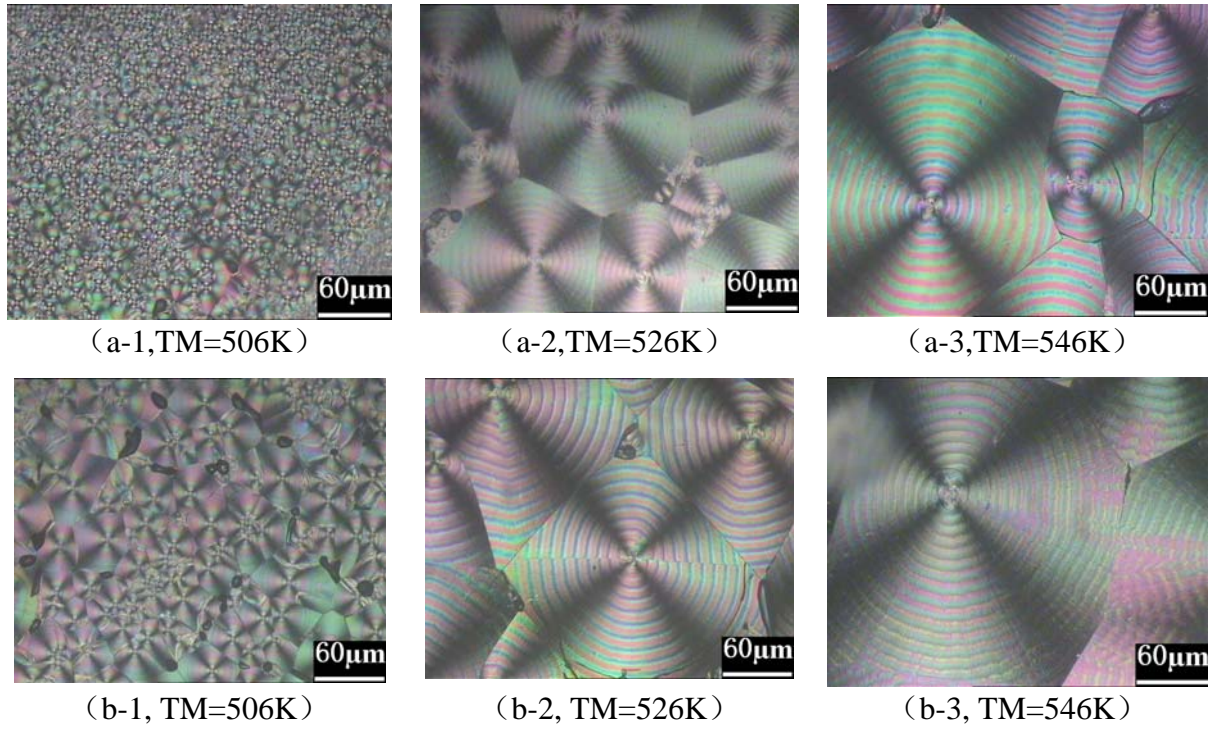 60μm
60μm
60μm
（a-1,TM=506K）
（a-2,TM=526K）
（a-3,TM=546K）
60μm
60μm
60μm
（b-1, TM=506K）
（b-2, TM=526K）
（b-3, TM=546K）